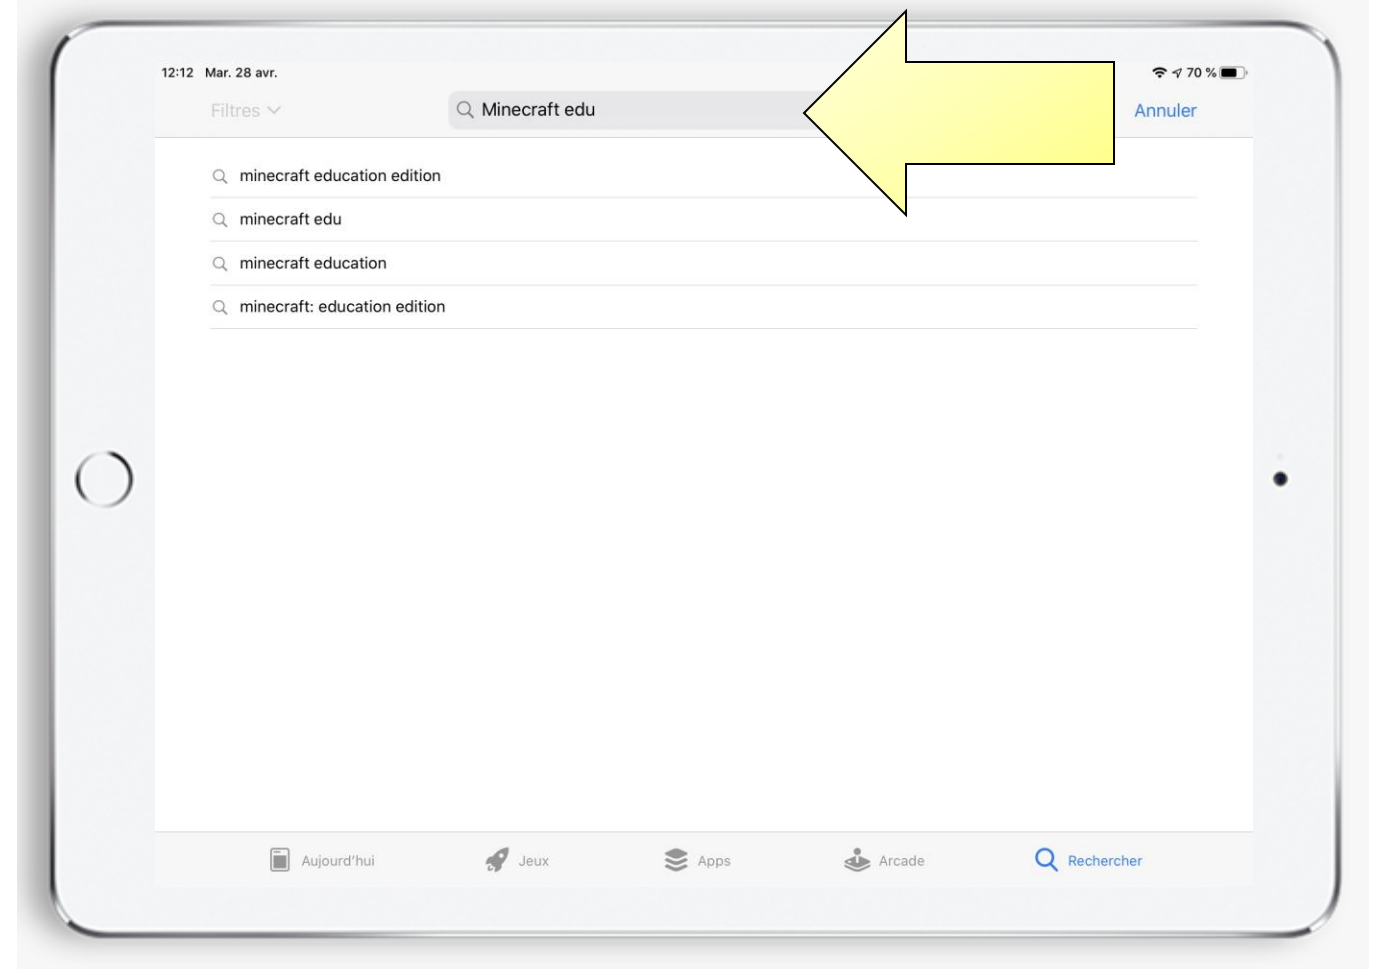 12:12 Mar. 28 avr. 70 %
Filtres Minecraft edu Annuler
minecraft education edition
minecraft edu
minecraft education
minecraft: education edition
Aujourd'hui Jeux Apps Arcade Rechercher